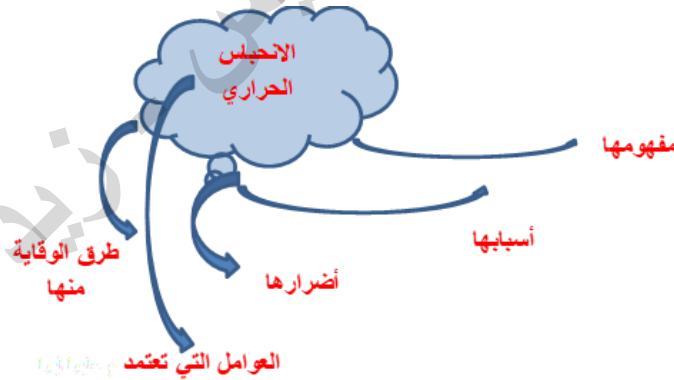 الانحباس
الحراري
مفهومها
أسبابها
أضرارها
طرق الوقاية
منها
العوامل التي تعتمد